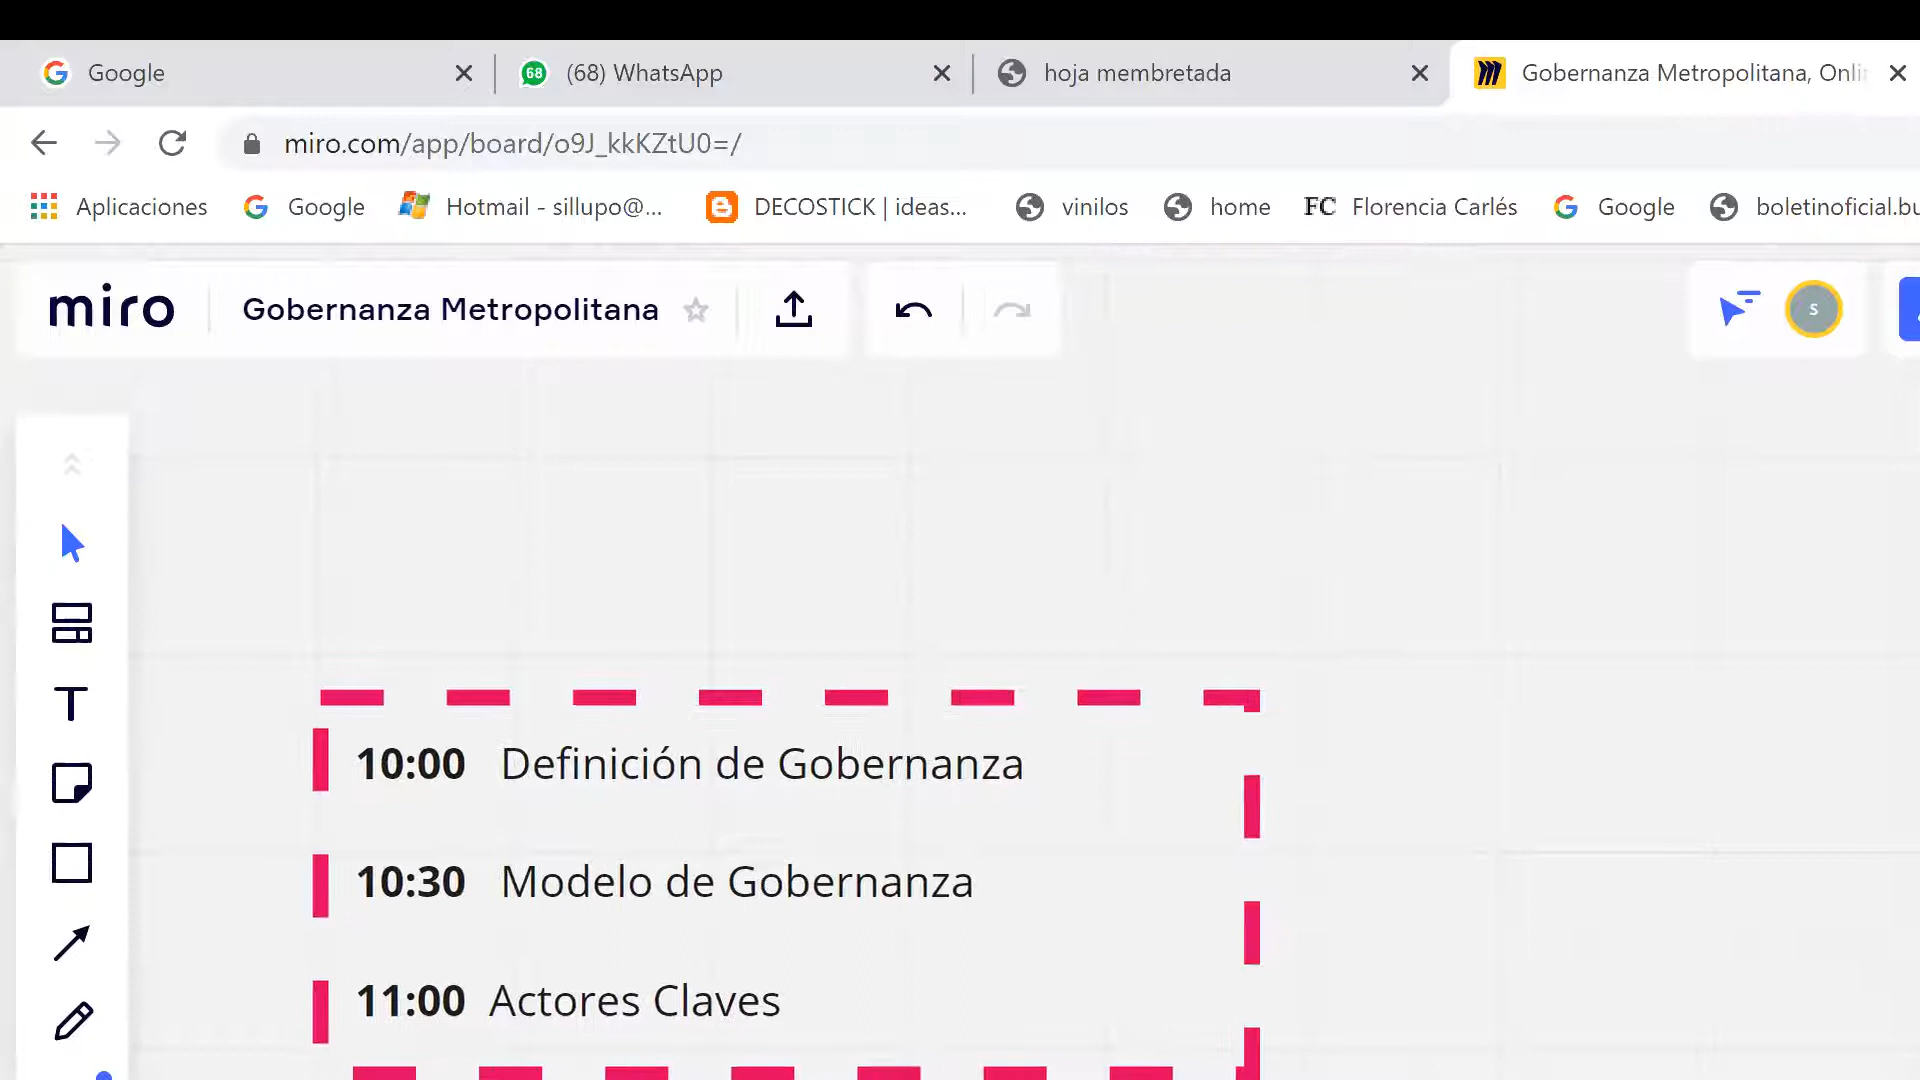 Google
68 (68) WhatsApp
hoja membretada
Gobernanza Metropolitana, Onli
miro.com/app/board/o9J_kkKZtU0=/
Aplicaciones
Google
Hotmail - sillupo@...
DECOSTICK | ideas...
vinilos
home
FC Florencia Carlés
Google
boletinoficial.bu
miro
Gobernanza Metropolitana
S
T
10:00 Definición de Gobernanza
10:30 Modelo de Gobernanza
11:00 Actores Claves